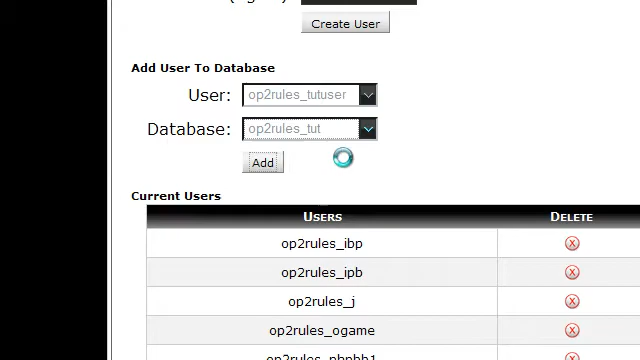 Create User
Add User To Database
User: op2rules_tutuser
Database: op2rules_tut
Add
Current Users
USERS DELETE
op2rules_ibp
op2rules_ipb
op2rules_j
op2rules_ogame
op2rules_phpbb1